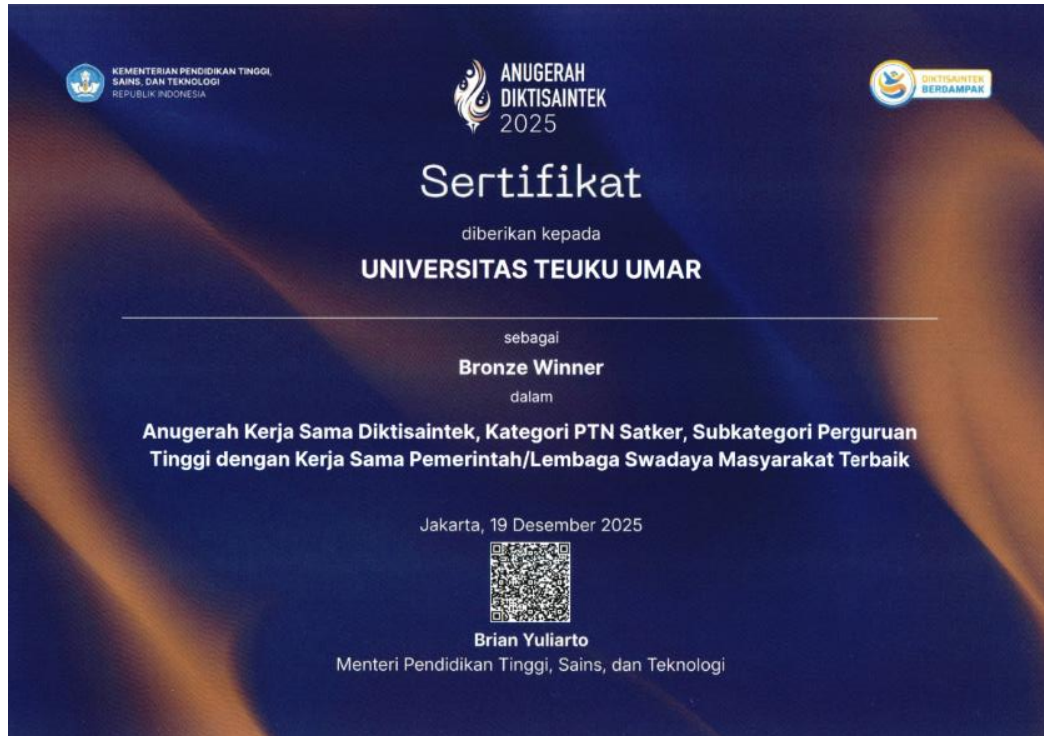 KEMENTERIAN PENDIDIKAN TINGGI,
SAINS, DAN TEKNOLOGI
REPUBLIK INDONESIA
ANUGERAH
DIKTISAINTEK
2025
DIKTISAINTEK
BERDAMPAK
Sertifikat
diberikan kepada
UNIVERSITAS TEUKU UMAR
sebagai
Bronze Winner
dalam
Anugerah Kerja Sama Diktisaintek, Kategori PTN Satker, Subkategori Perguruan
Tinggi dengan Kerja Sama Pemerintah/Lembaga Swadaya Masyarakat Terbaik
Jakarta, 19 Desember 2025
Brian Yuliarto
Menteri Pendidikan Tinggi, Sains, dan Teknologi